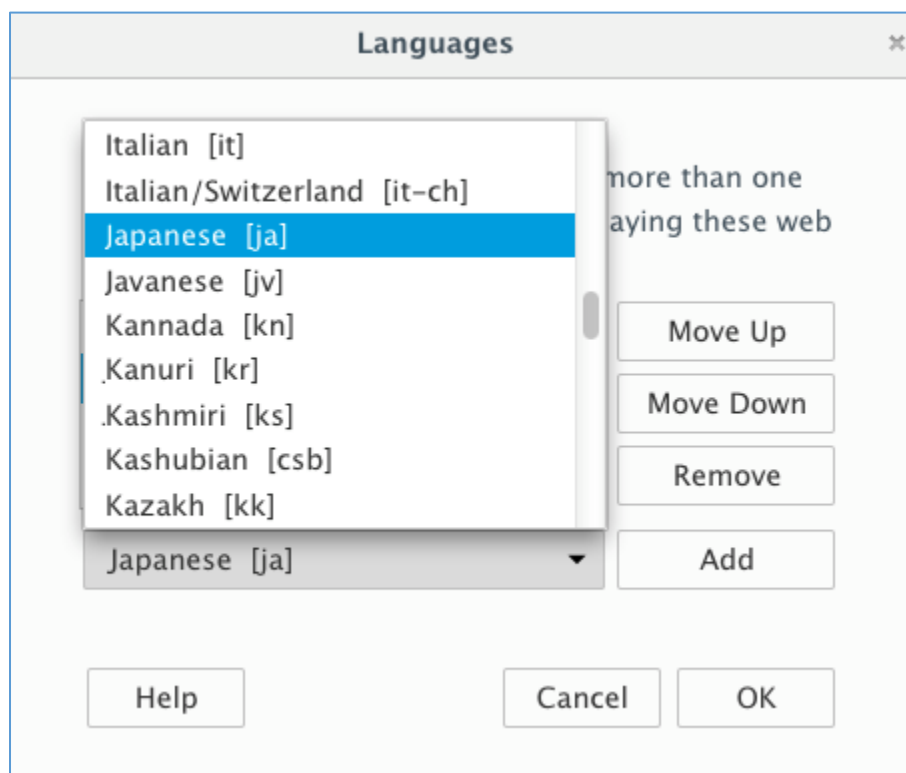 Languages
×
Italian [it]
Italian/Switzerland [it-ch]
Japanese [ja]
Javanese [jv]
Kannada [kn]
Kanuri [kr]
Kashmiri [ks]
Kashubian [csb]
Kazakh [kk]
more than one
aying these web
Move Up
Move Down
Remove
Japanese [ja]
Add
Help
Cancel
OK